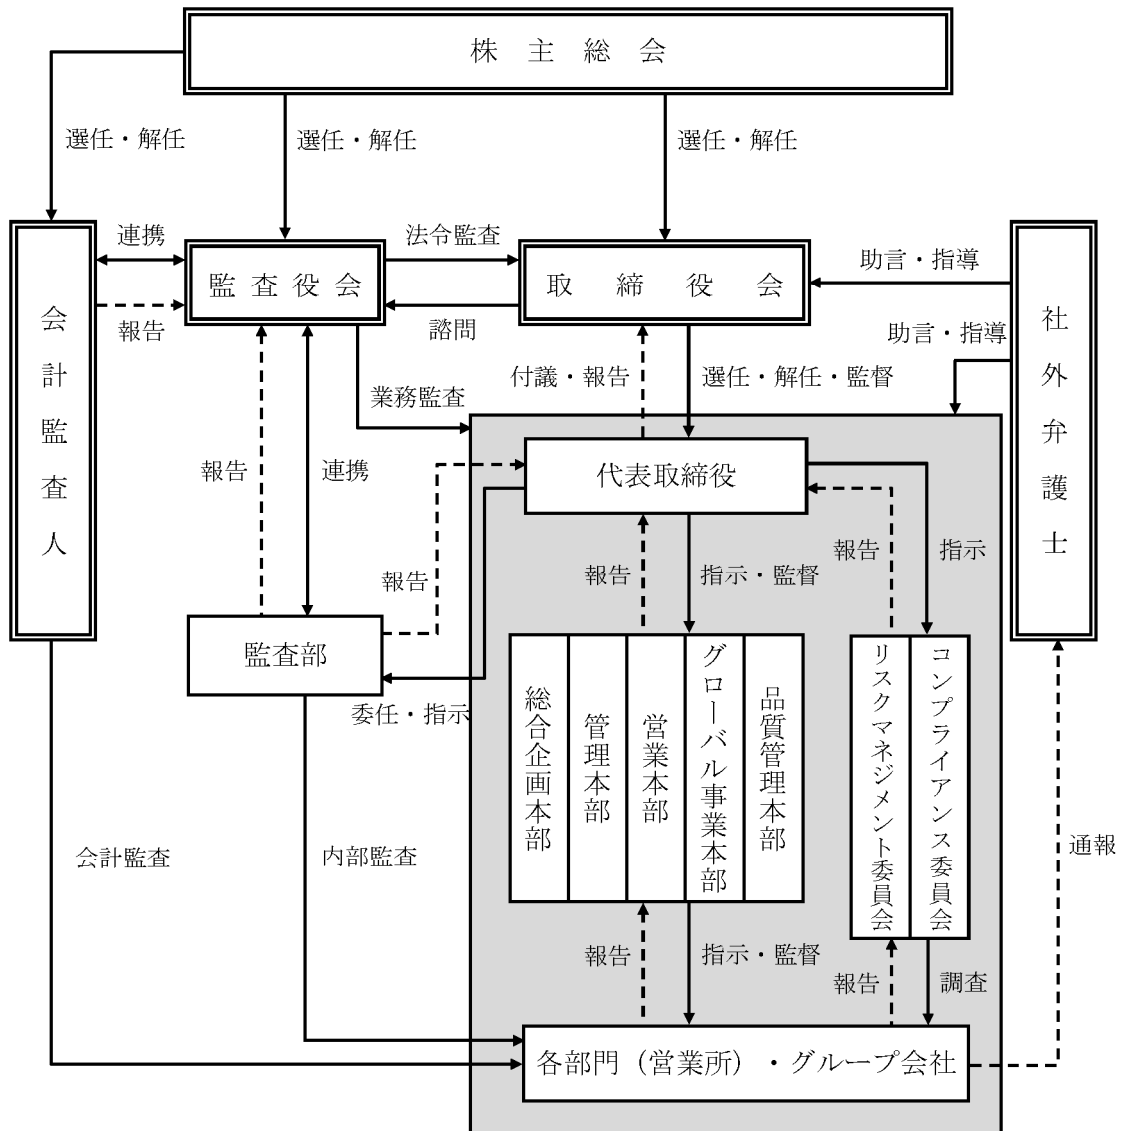 株主総会
選任・解任
選任・解任
選任・解任
連携
法令監査
助言・指導
監査役会
取締役会
会計監査人
社外弁護士
報告
諮問
助言・指導
付議・報告
選任・解任・監督
業務監査
代表取締役
報告
連携
報告
指示
報告
報告
指示・監督
監査部
委任・指示
総合企画本部
管理本部
営業本部
グローバル事業本部
品質管理本部
リスクマネジメント委員会
コンプライアンス委員会
会計監査
内部監査
通報
報告
指示・監督
報告
調査
各部門（営業所）・グループ会社